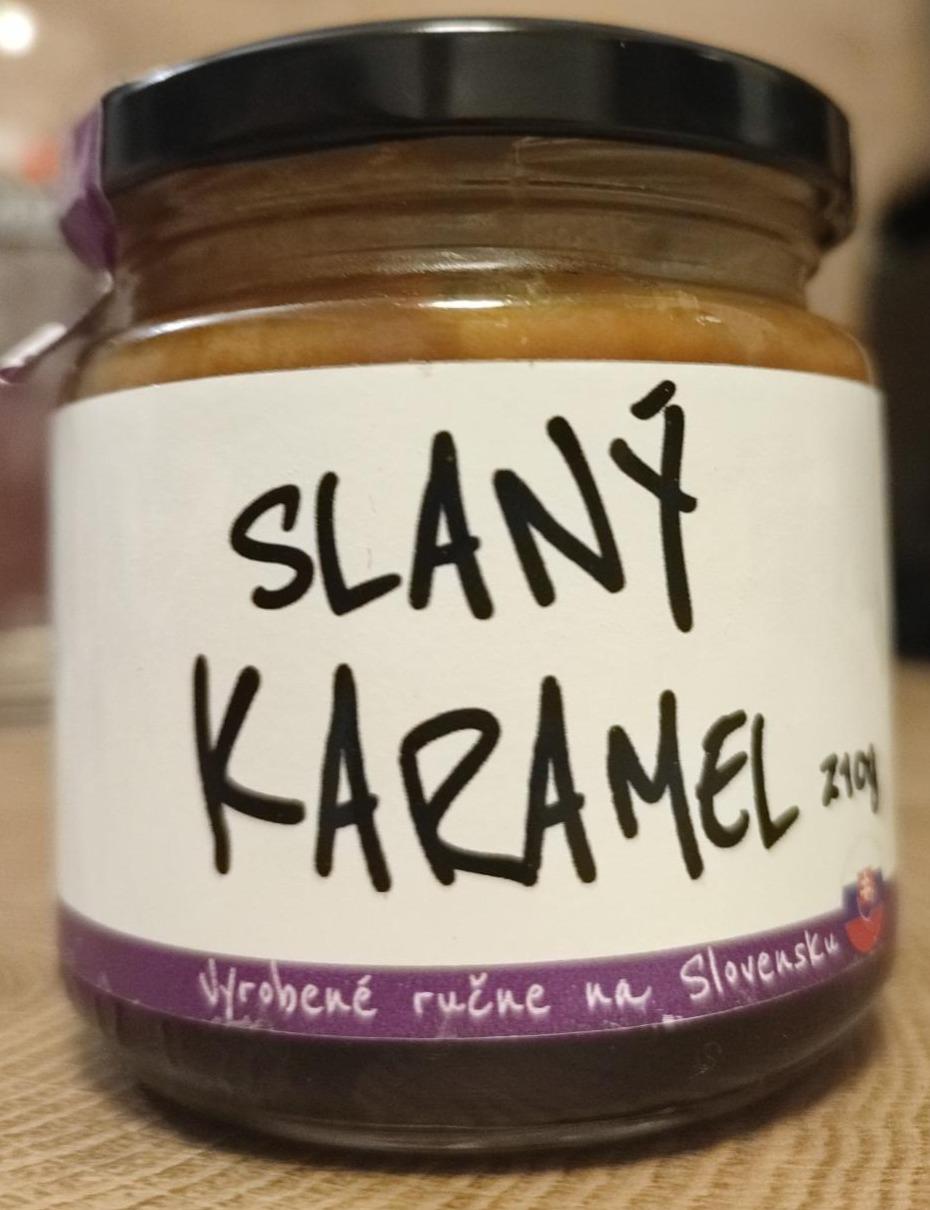 SLANÝ
KARAMEL 210g
Vyrobené ručne na Slovensku